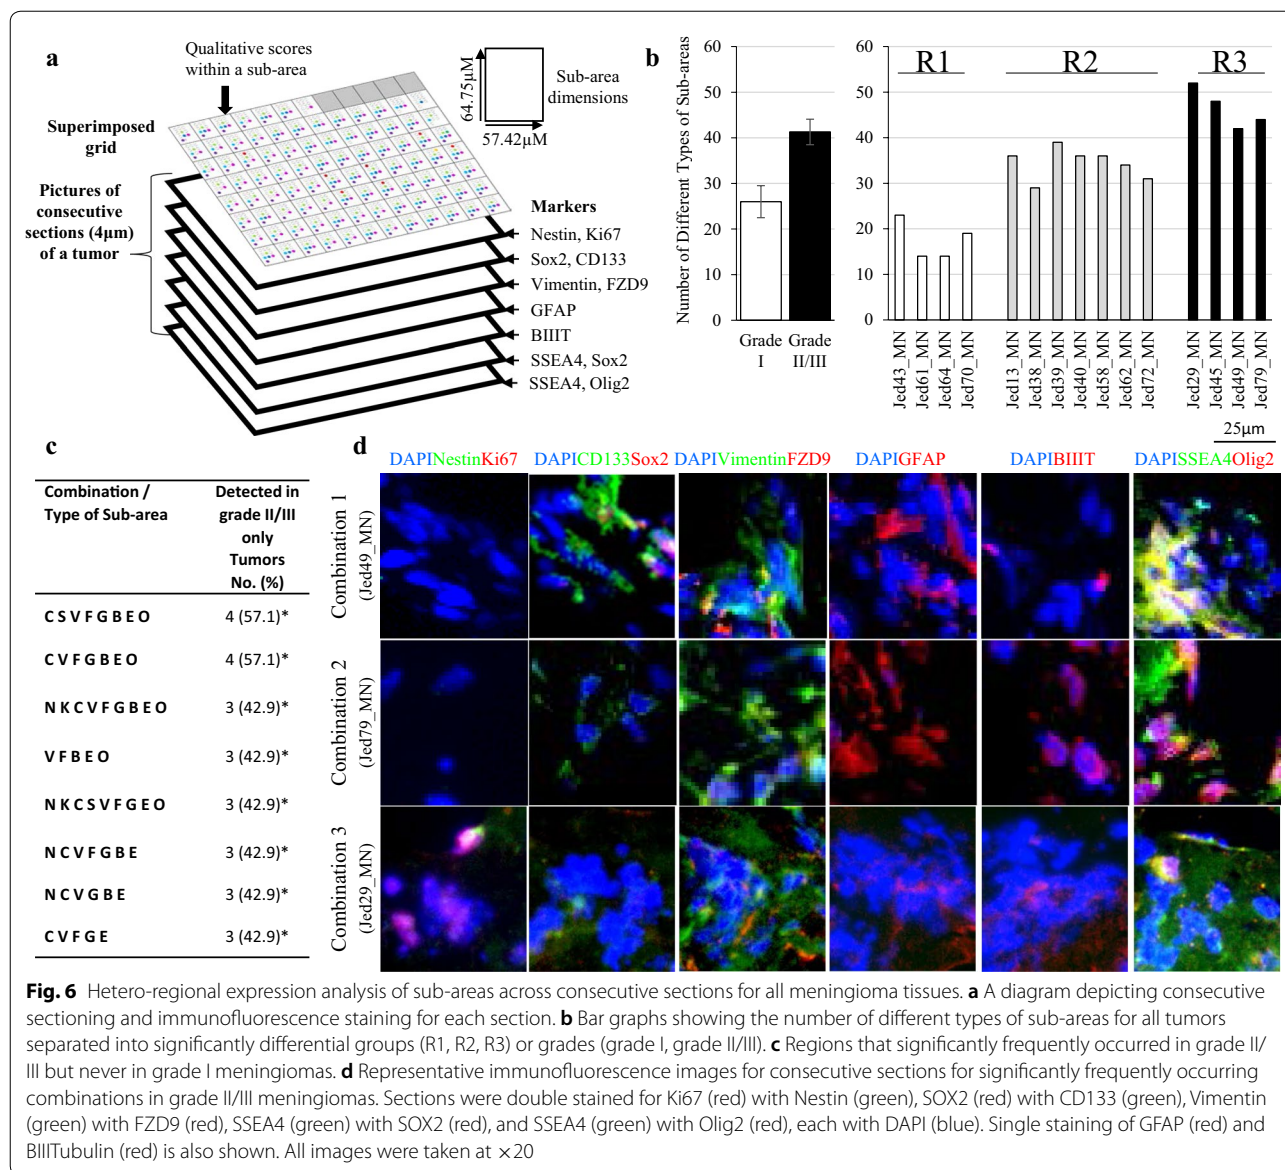 a
Qualitative scores
within a sub-area
64.75µM
57.42µM
Sub-area
dimensions
Superimposed
grid
Pictures of
consecutive
sections (4µm)
of a tumor
Markers
Nestin, Ki67
Sox2, CD133
Vimentin, FZD9
GFAP
BIIIT
SSEA4, Sox2
SSEA4, Olig2
b
Number of Different Types of Sub-areas
60
50
40
30
20
10
0
Grade
I
Grade
II/III
60
50
40
30
20
10
0
R1
R2
R3
Jed43_MN
Jed61_MN
Jed64_MN
Jed70_MN
Jed13_MN
Jed38_MN
Jed39_MN
Jed40_MN
Jed58_MN
Jed62_MN
Jed72_MN
Jed29_MN
Jed45_MN
Jed49_MN
Jed79_MN
c
Combination /
Type of Sub-area
Detected in
grade II/III
only
Tumors
No. (%)
C S V F G B E O 4 (57.1)*
C V F G B E O 4 (57.1)*
N K C V F G B E O 3 (42.9)*
V F B E O 3 (42.9)*
N K C S V F G E O 3 (42.9)*
N C V F G B E 3 (42.9)*
N C V G B E 3 (42.9)*
C V F G E 3 (42.9)*
d
25µm
DAPINestinKi67 DAPICD133Sox2 DAPIVimentinFZD9 DAPIGFAP DAPIBIIIT DAPISSEA4Olig2
Combination 1
(Jed49_MN)
Combination 2
(Jed79_MN)
Combination 3
(Jed29_MN)
Fig. 6 Hetero-regional expression analysis of sub-areas across consecutive sections for all meningioma tissues. a A diagram depicting consecutive
sectioning and immunofluorescence staining for each section. b Bar graphs showing the number of different types of sub-areas for all tumors
separated into significantly differential groups (R1, R2, R3) or grades (grade I, grade II/III). c Regions that significantly frequently occurred in grade II/
III but never in grade I meningiomas. d Representative immunofluorescence images for consecutive sections for significantly frequently occurring
combinations in grade II/III meningiomas. Sections were double stained for Ki67 (red) with Nestin (green), SOX2 (red) with CD133 (green), Vimentin
(green) with FZD9 (red), SSEA4 (green) with SOX2 (red), and SSEA4 (green) with Olig2 (red), each with DAPI (blue). Single staining of GFAP (red) and
BIIITubulin (red) is also shown. All images were taken at ×20